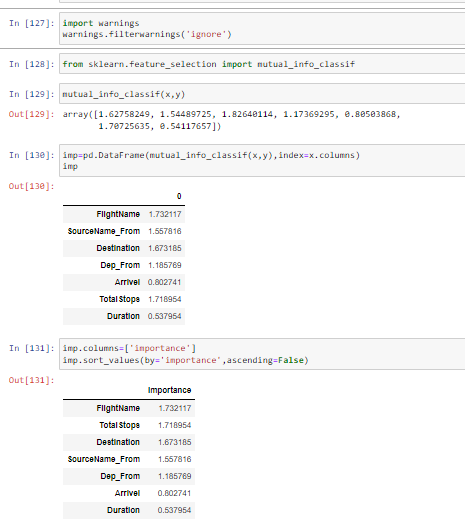 In [127]: import warnings
warnings.filterwarnings('ignore')
In [128]: from sklearn.feature_selection import mutual_info_classif
In [129]: mutual_info_classif(x,y)
Out[129]: array([1.62758249, 1.54489725, 1.82640114, 1.17369295, 0.80503868,
1.70725635, 0.54117657])
In [130]: imp=pd.DataFrame(mutual_info_classif(x,y),index=x.columns)
imp
Out[130]:
0
FlightName 1.732117
SourceName_From 1.557816
Destination 1.673185
Dep_From 1.185769
Arrivel 0.802741
Total Stops 1.718954
Duration 0.537954
In [131]: imp.columns=['importance']
imp.sort_values(by='importance',ascending=False)
Out[131]:
importance
FlightName 1.732117
Total Stops 1.718954
Destination 1.673185
SourceName_From 1.557816
Dep_From 1.185769
Arrivel 0.802741
Duration 0.537954